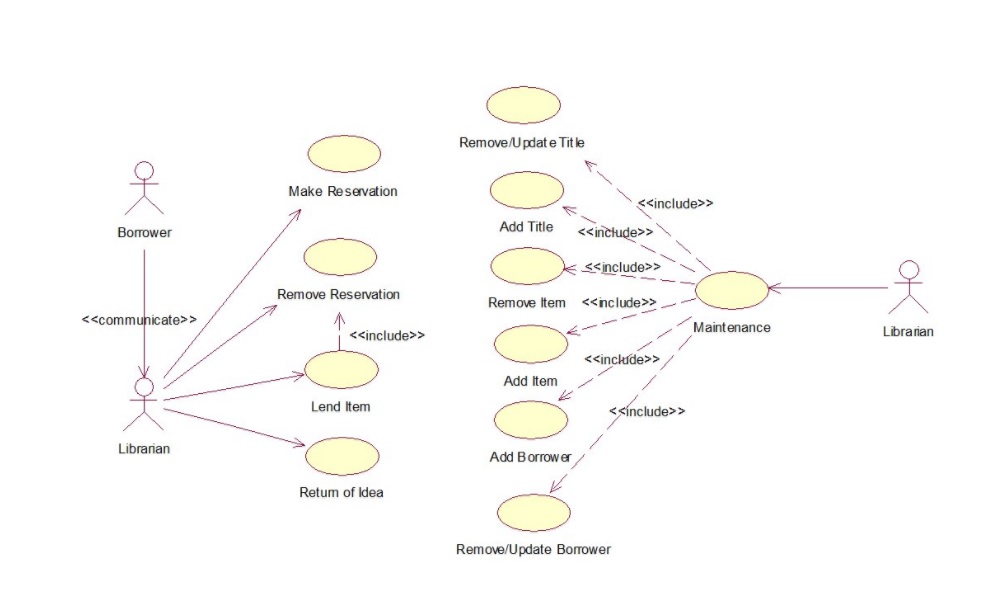 Borrower
<<communicate>>
Librarian
Make Reservation
Remove Reservation
<<include>>
Lend Item
Return of Idea
Remove/Update Title
<<include>>
Add Title
<<include>>
Remove Item
<<include>>
<<include>>
Add Item
<<include>>
Add Borrower
<<include>>
Remove/Update Borrower
Maintenance
Librarian